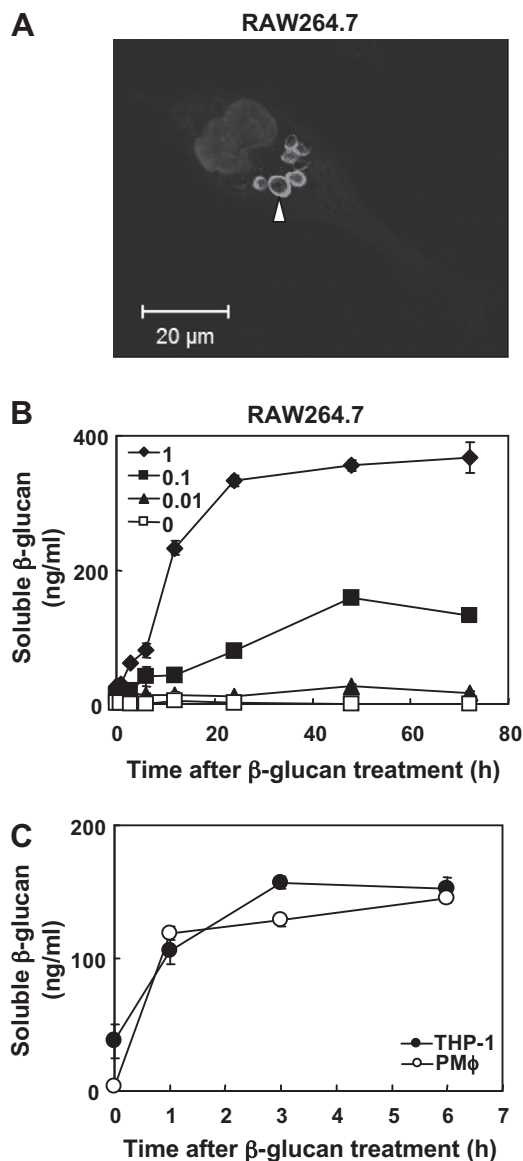 A
RAW264.7
20 μm
B
RAW264.7
Soluble β-glucan
(ng/ml)
400
200
0
1
0.1
0.01
0
0 20 40 60 80
Time after β-glucan treatment (h)
C
Soluble β-glucan
(ng/ml)
200
100
0
THP-1
PMϕ
0 1 2 3 4 5 6 7
Time after β-glucan treatment (h)